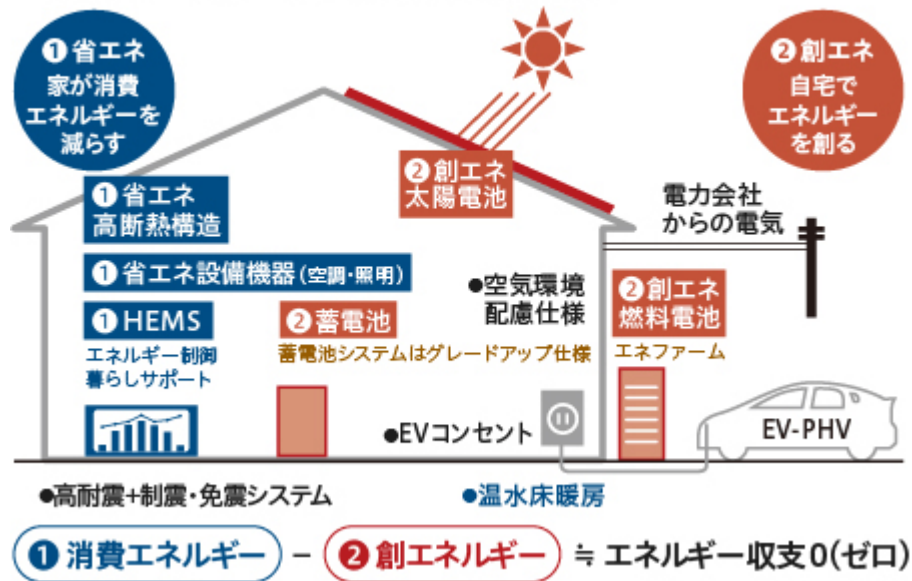 ❶省エネ
家が消費
エネルギーを
減らす
❷創エネ
自宅で
エネルギー
を創る
❷創エネ
太陽電池
❶省エネ
高断熱構造
電力会社
からの電気
❶省エネ設備機器(空調・照明)
●空気環境
配慮仕様
❷創エネ
燃料電池
エネファーム
❶HEMS
エネルギー制御
暮らしサポート
❷蓄電池
蓄電池システムはグレードアップ仕様
●EVコンセント
EV-PHV
●高耐震+制震・免震システム
●温水床暖房
❶消費エネルギー − ❷創エネルギー ≒ エネルギー収支0(ゼロ)